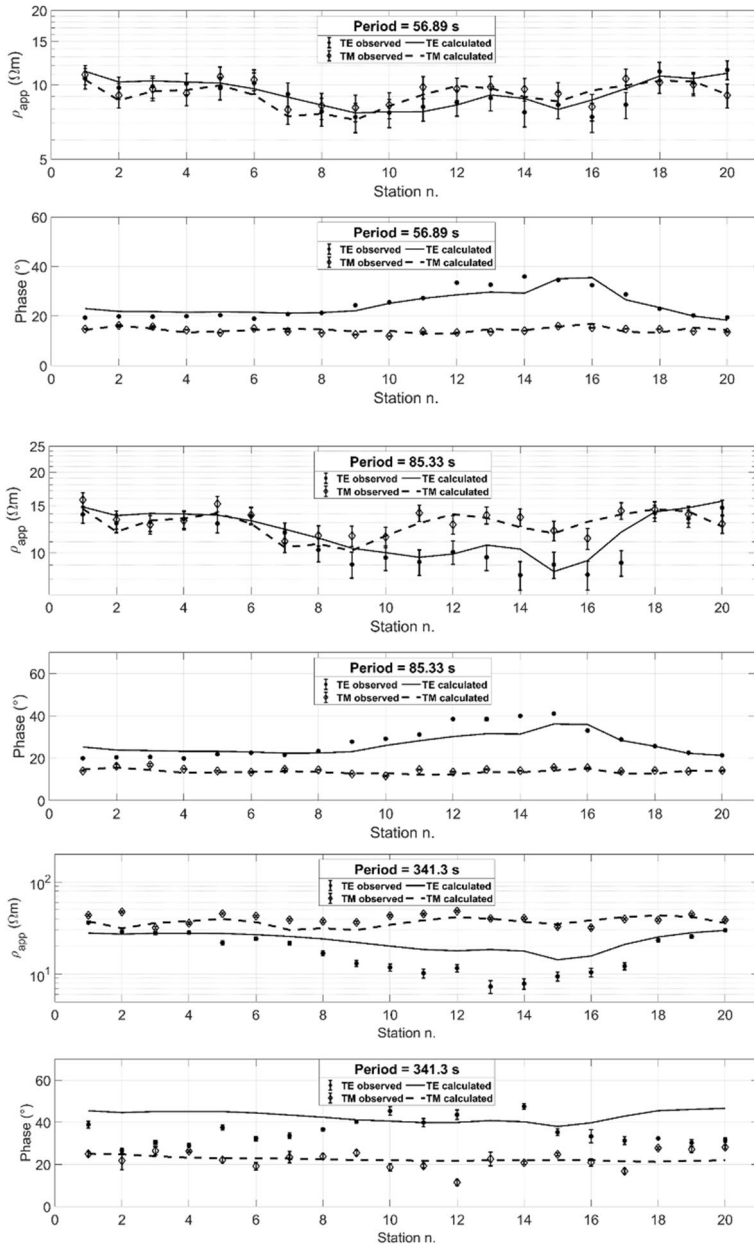 Period = 56.89 s
TE observed TE calculated
TM observed TM calculated
ρapp (Ωm)
20
15
10
5
0 2 4 6 8 10 12 14 16 18 20
Station n.
Period = 56.89 s
TE observed TE calculated
TM observed TM calculated
Phase (°)
60
40
20
0
0 2 4 6 8 10 12 14 16 18 20
Station n.
Period = 85.33 s
TE observed TE calculated
TM observed TM calculated
ρapp (Ωm)
25
20
15
10
0 2 4 6 8 10 12 14 16 18 20
Station n.
Period = 85.33 s
TE observed TE calculated
TM observed TM calculated
Phase (°)
60
40
20
0
0 2 4 6 8 10 12 14 16 18 20
Station n.
Period = 341.3 s
TE observed TE calculated
TM observed TM calculated
ρapp (Ωm)
10²
10¹
0 2 4 6 8 10 12 14 16 18 20
Station n.
Period = 341.3 s
TE observed TE calculated
TM observed TM calculated
Phase (°)
60
40
20
0
0 2 4 6 8 10 12 14 16 18 20
Station n.